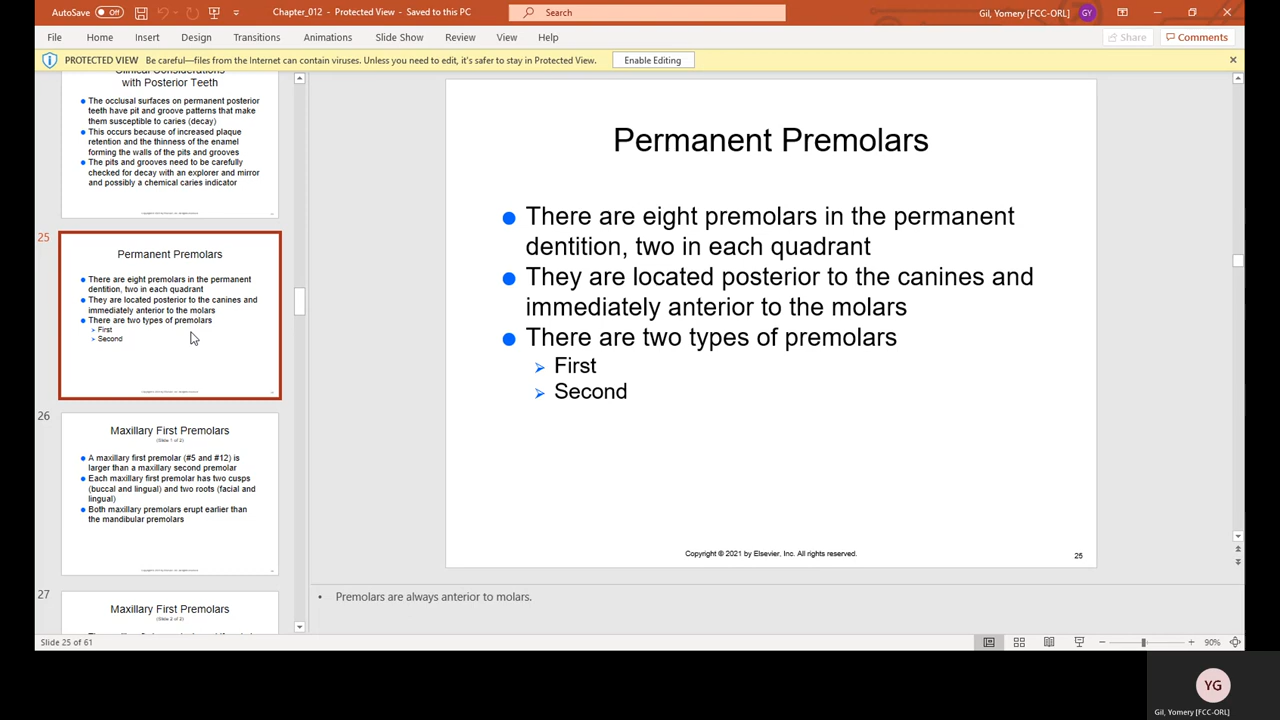 AutoSave Off Chapter_012 - Protected View - Saved to this PC Search Gil, Yomery [FCC-ORL] GY
File Home Insert Design Transitions Animations Slide Show Review View Help Share Comments
PROTECTED VIEW Be careful—files from the Internet can contain viruses. Unless you need to edit, it's safer to stay in Protected View. Enable Editing
Clinical Considerations
with Posterior Teeth
The occlusal surfaces on permanent posterior
teeth have pit and groove patterns that make
them susceptible to caries (decay)
This occurs because of increased plaque
retention and the thinness of the enamel
forming the walls of the pits and grooves
The pits and grooves need to be carefully
checked for decay with an explorer and mirror
and possibly a chemical caries indicator
25
Permanent Premolars
There are eight premolars in the permanent
dentition, two in each quadrant
They are located posterior to the canines and
immediately anterior to the molars
There are two types of premolars
First
Second
26
Maxillary First Premolars
(Slide 1 of 2)
A maxillary first premolar (#5 and #12) is
larger than a maxillary second premolar
Each maxillary first premolar has two cusps
(buccal and lingual) and two roots (facial and
lingual)
Both maxillary premolars erupt earlier than
the mandibular premolars
27
Maxillary First Premolars
(Slide 2 of 2)
Permanent Premolars
There are eight premolars in the permanent
dentition, two in each quadrant
They are located posterior to the canines and
immediately anterior to the molars
There are two types of premolars
First
Second
Copyright © 2021 by Elsevier, Inc. All rights reserved.
25
Premolars are always anterior to molars.
Slide 25 of 61 90%
YG
Gil, Yomery [FCC-ORL]